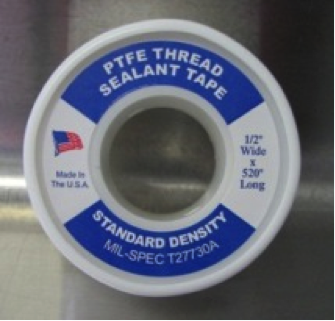 PTFE THREAD
SEALANT TAPE
Made In
The U.S.A.
1/2"
Wide
x
520"
Long
STANDARD DENSITY
MIL-SPEC T27730A